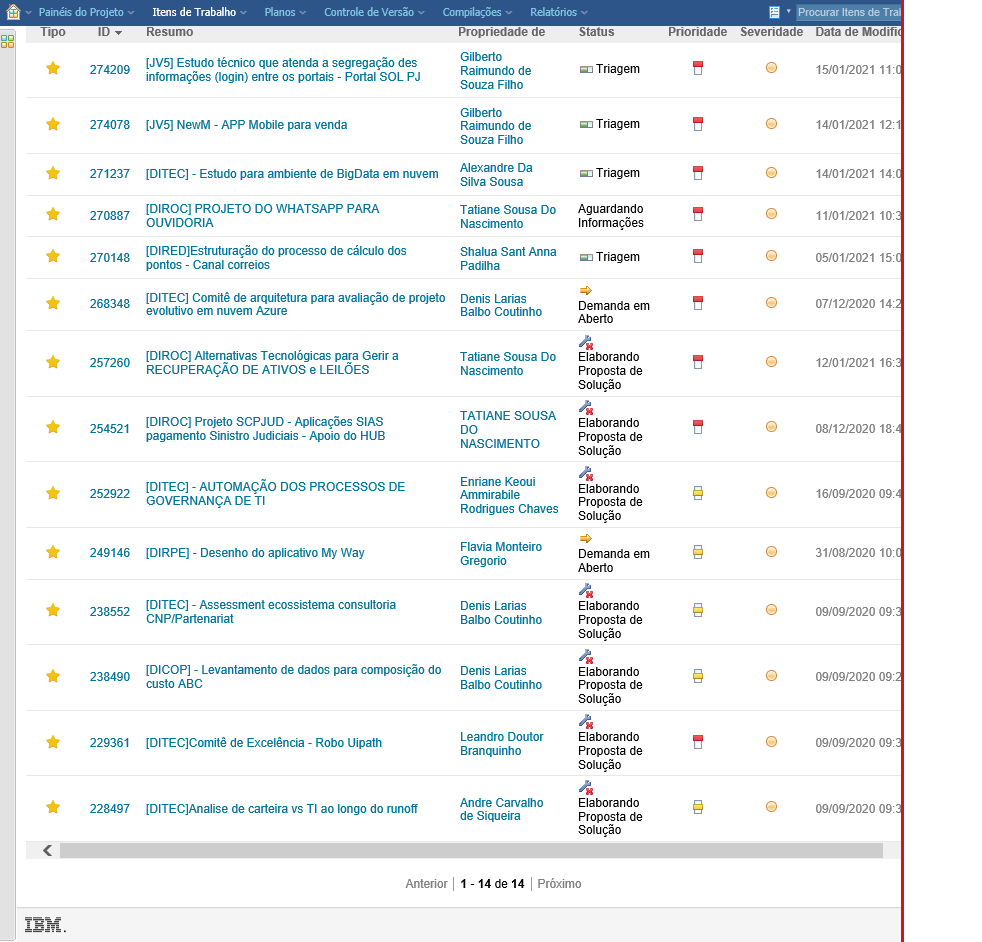 Painéis do Projeto Itens de Trabalho Planos Controle de Versão Compilações Relatórios Procurar Itens de Tral
Tipo ID Resumo Propriedade de Status Prioridade Severidade Data de Modific
274209 [JV5] Estudo técnico que atenda a segregação des informações (login) entre os portais - Portal SOL PJ Gilberto Raimundo de Souza Filho Triagem 15/01/2021 11:0
274078 [JV5] NewM - APP Mobile para venda Gilberto Raimundo de Souza Filho Triagem 14/01/2021 12:1
271237 [DITEC] - Estudo para ambiente de BigData em nuvem Alexandre Da Silva Sousa Triagem 14/01/2021 14:0
270887 [DIROC] PROJETO DO WHATSAPP PARA OUVIDORIA Tatiane Sousa Do Nascimento Aguardando Informações 11/01/2021 10:3
270148 [DIRED]Estruturação do processo de cálculo dos pontos - Canal correios Shalua Sant Anna Padilha Triagem 05/01/2021 15:0
268348 [DITEC] Comitê de arquitetura para avaliação de projeto evolutivo em nuvem Azure Denis Larias Balbo Coutinho Demanda em Aberto 07/12/2020 14:2
257260 [DIROC] Alternativas Tecnológicas para Gerir a RECUPERAÇÃO DE ATIVOS e LEILÕES Tatiane Sousa Do Nascimento Elaborando Proposta de Solução 12/01/2021 16:3
254521 [DIROC] Projeto SCPJUD - Aplicações SIAS pagamento Sinistro Judiciais - Apoio do HUB TATIANE SOUSA DO NASCIMENTO Elaborando Proposta de Solução 08/12/2020 18:4
252922 [DITEC] - AUTOMAÇÃO DOS PROCESSOS DE GOVERNANÇA DE TI Enriane Keoui Ammirabile Rodrigues Chaves Elaborando Proposta de Solução 16/09/2020 09:4
249146 [DIRPE] - Desenho do aplicativo My Way Flavia Monteiro Gregorio Demanda em Aberto 31/08/2020 10:0
238552 [DITEC] - Assessment ecossistema consultoria CNP/Partenariat Denis Larias Balbo Coutinho Elaborando Proposta de Solução 09/09/2020 09:3
238490 [DICOP] - Levantamento de dados para composição do custo ABC Denis Larias Balbo Coutinho Elaborando Proposta de Solução 09/09/2020 09:2
229361 [DITEC]Comitê de Excelência - Robo Uipath Leandro Doutor Branquinho Elaborando Proposta de Solução 09/09/2020 09:3
228497 [DITEC]Analise de carteira vs TI ao longo do runoff Andre Carvalho de Siqueira Elaborando Proposta de Solução 09/09/2020 09:3
Anterior | 1 - 14 de 14 | Próximo
IBM.